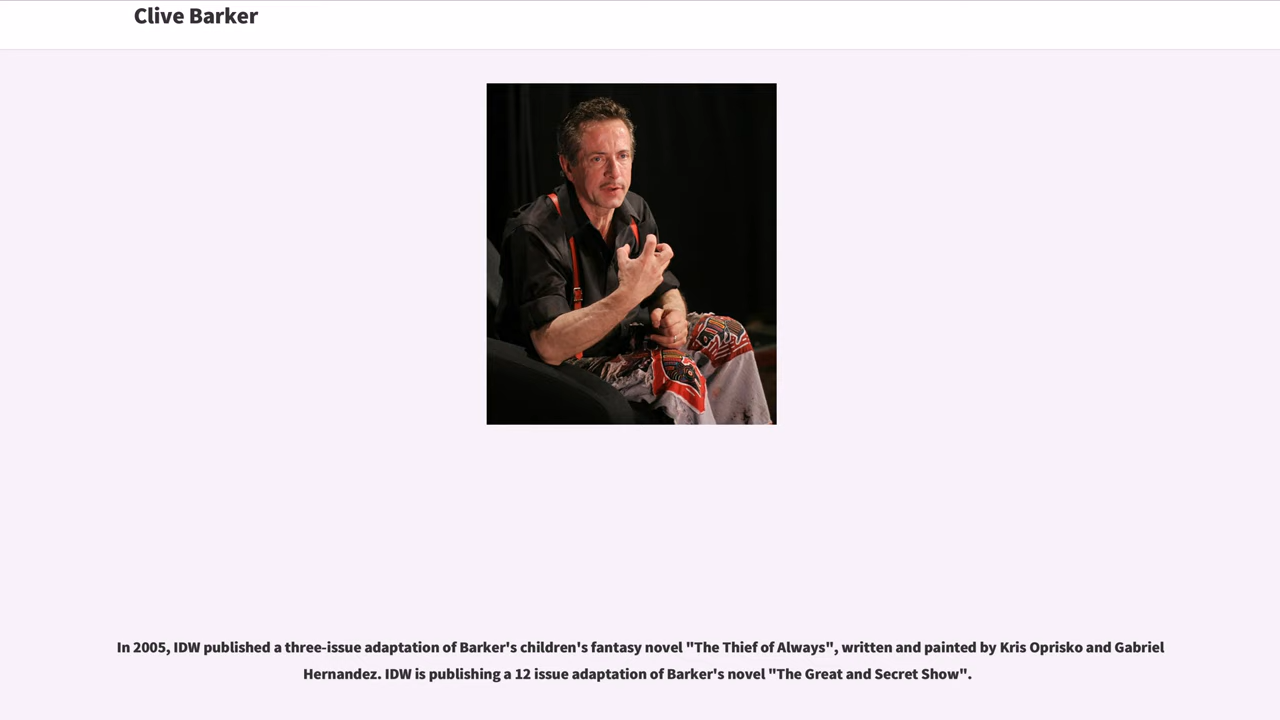 Clive Barker
In 2005, IDW published a three-issue adaptation of Barker's children's fantasy novel "The Thief of Always", written and painted by Kris Oprisko and Gabriel
Hernandez. IDW is publishing a 12 issue adaptation of Barker's novel "The Great and Secret Show".